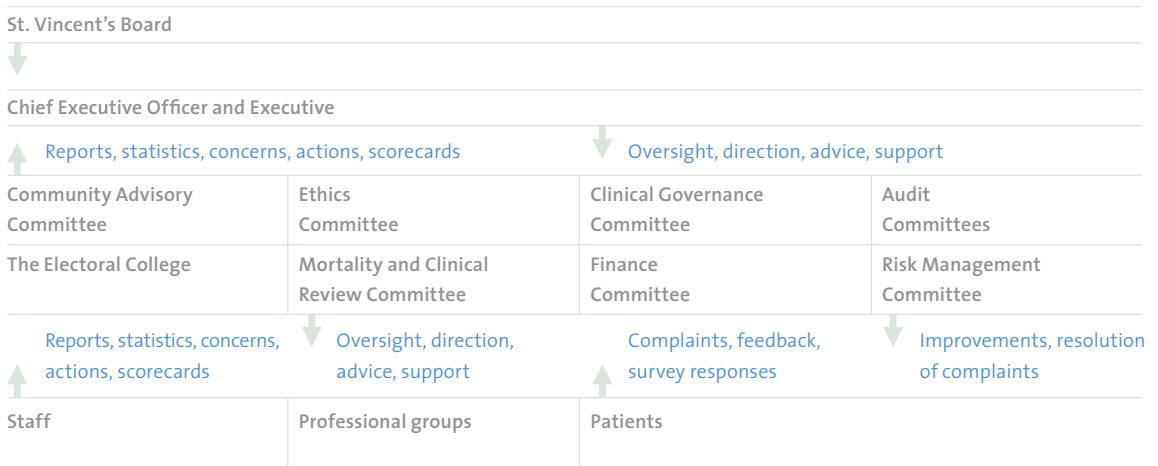 St. Vincent’s Board
Chief Executive Officer and Executive
Reports, statistics, concerns, actions, scorecards
Oversight, direction, advice, support
Community Advisory
Committee
Ethics
Committee
Clinical Governance
Committee
Audit
Committees
The Electoral College
Mortality and Clinical
Review Committee
Finance
Committee
Risk Management
Committee
Reports, statistics, concerns,
actions, scorecards
Oversight, direction,
advice, support
Complaints, feedback,
survey responses
Improvements, resolution
of complaints
Staff
Professional groups
Patients